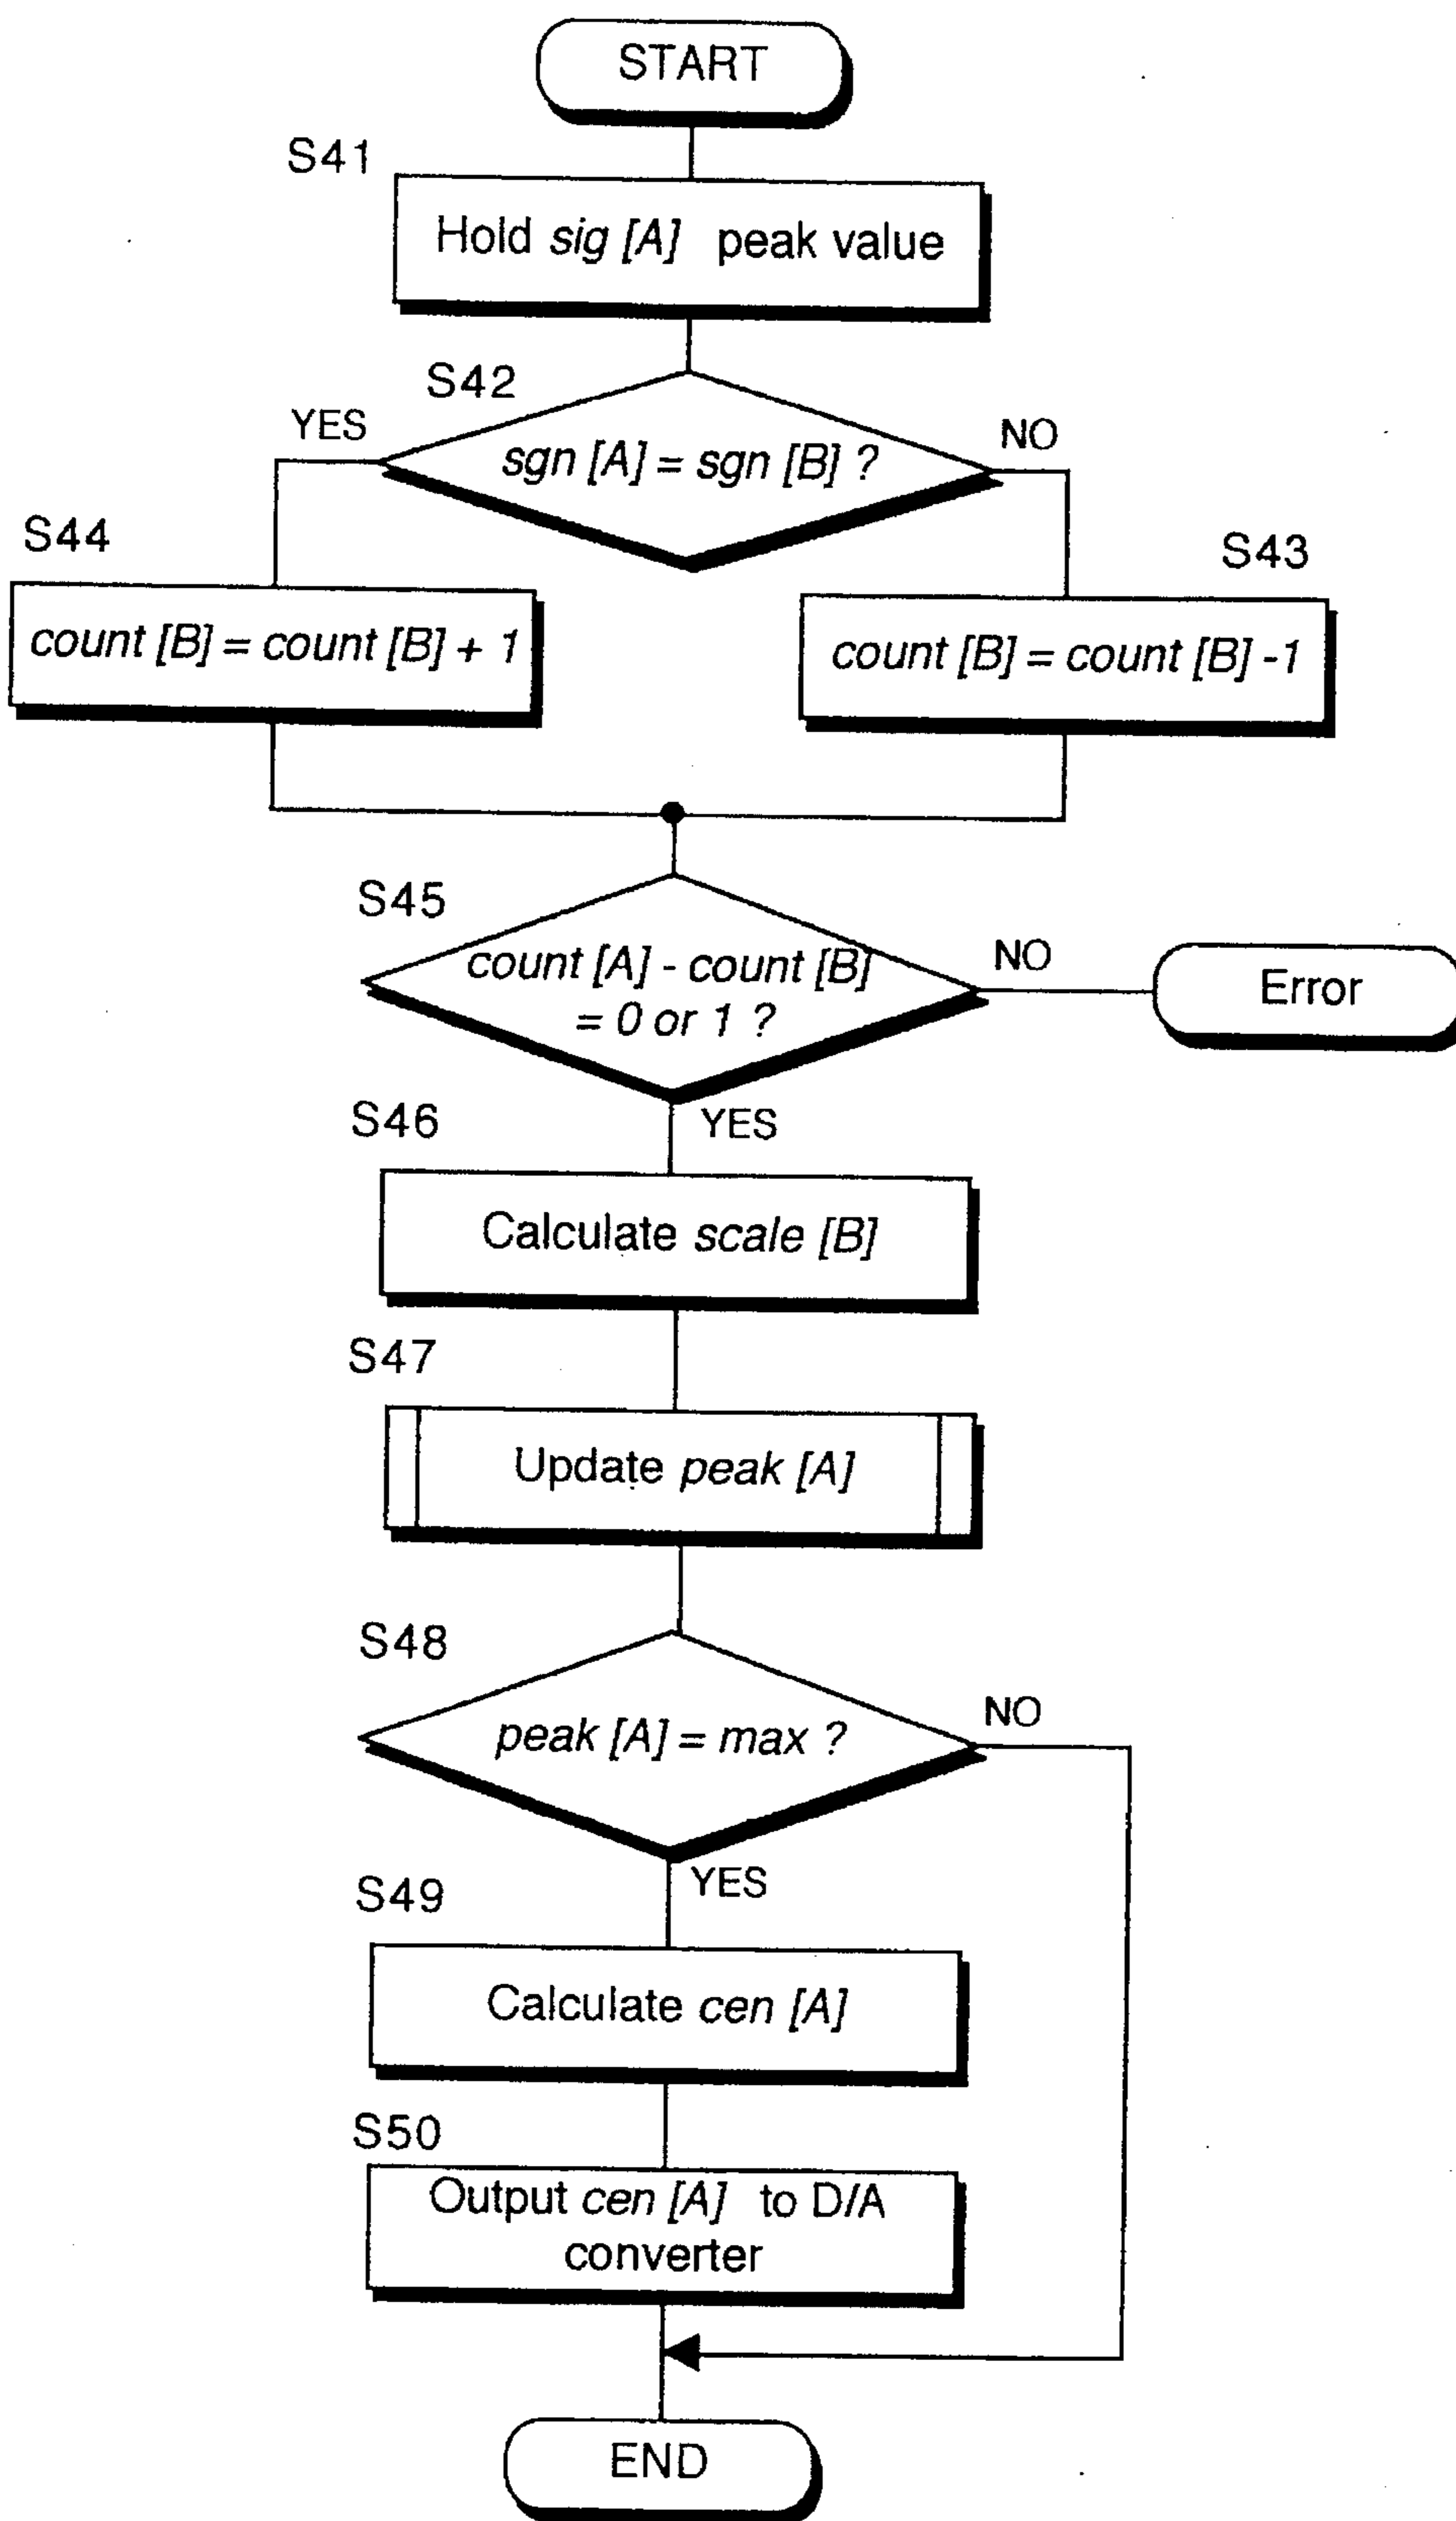 START
S41
Hold sig [A] peak value
S42
YES
NO
sgn [A] = sgn [B] ?
S44
S43
count [B] = count [B] + 1
count [B] = count [B] -1
S45
count [A] - count [B]
= 0 or 1 ?
NO
Error
YES
S46
Calculate scale [B]
S47
Update peak [A]
S48
peak [A] = max ?
NO
YES
S49
Calculate cen [A]
S50
Output cen [A] to D/A
converter
END